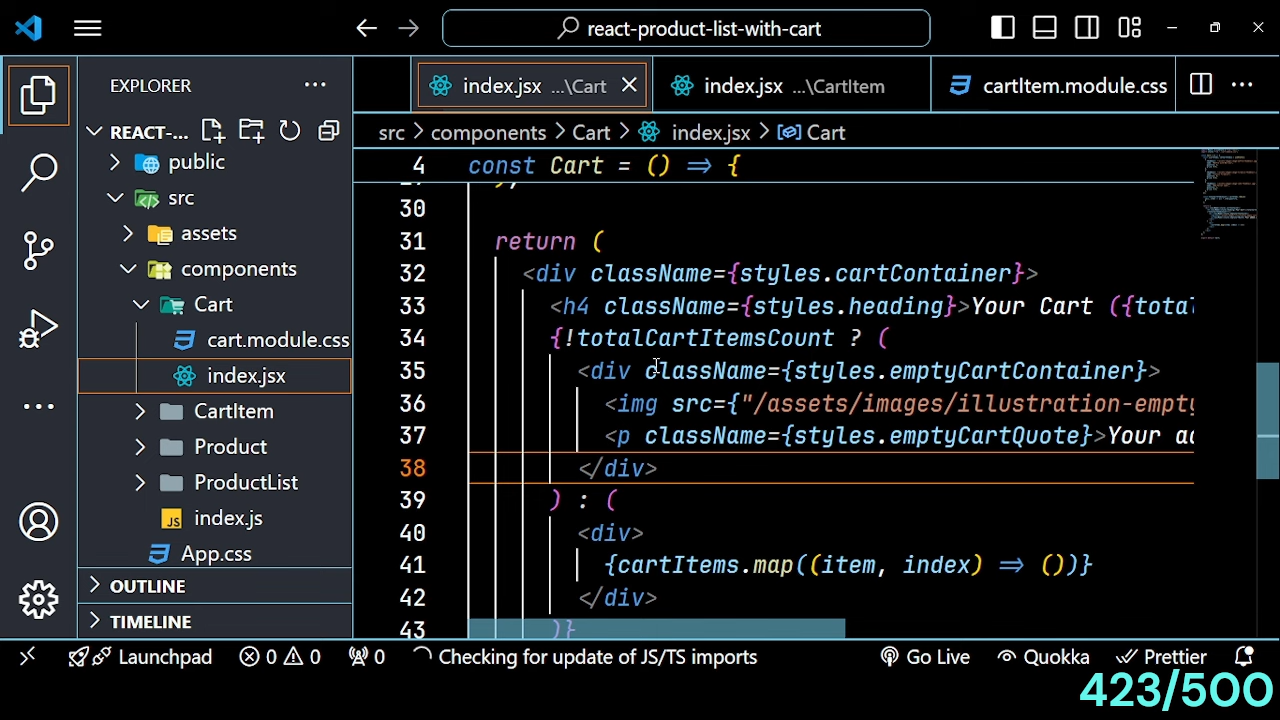 react-product-list-with-cart
EXPLORER
index.jsx ...\Cart
index.jsx ...\CartItem
cartItem.module.css
REACT-...
src > components > Cart > index.jsx > Cart
public
src
assets
components
Cart
cart.module.css
index.jsx
CartItem
Product
ProductList
JS index.js
App.css
OUTLINE
TIMELINE
4 const Cart = () => {
30
31 return (
32 <div className={styles.cartContainer}>
33 <h4 className={styles.heading}>Your Cart ({total
34 {!totalCartItemsCount ? (
35 <div className={styles.emptyCartContainer}>
36 <img src={"/assets/images/illustration-empty
37 <p className={styles.emptyCartQuote}>Your ad
38 </div>
39 ) : (
40 <div>
41 {cartItems.map((item, index) => ())}
42 </div>
43 )}
Launchpad
0 0
0
Checking for update of JS/TS imports
Go Live
Quokka
Prettier
423/500